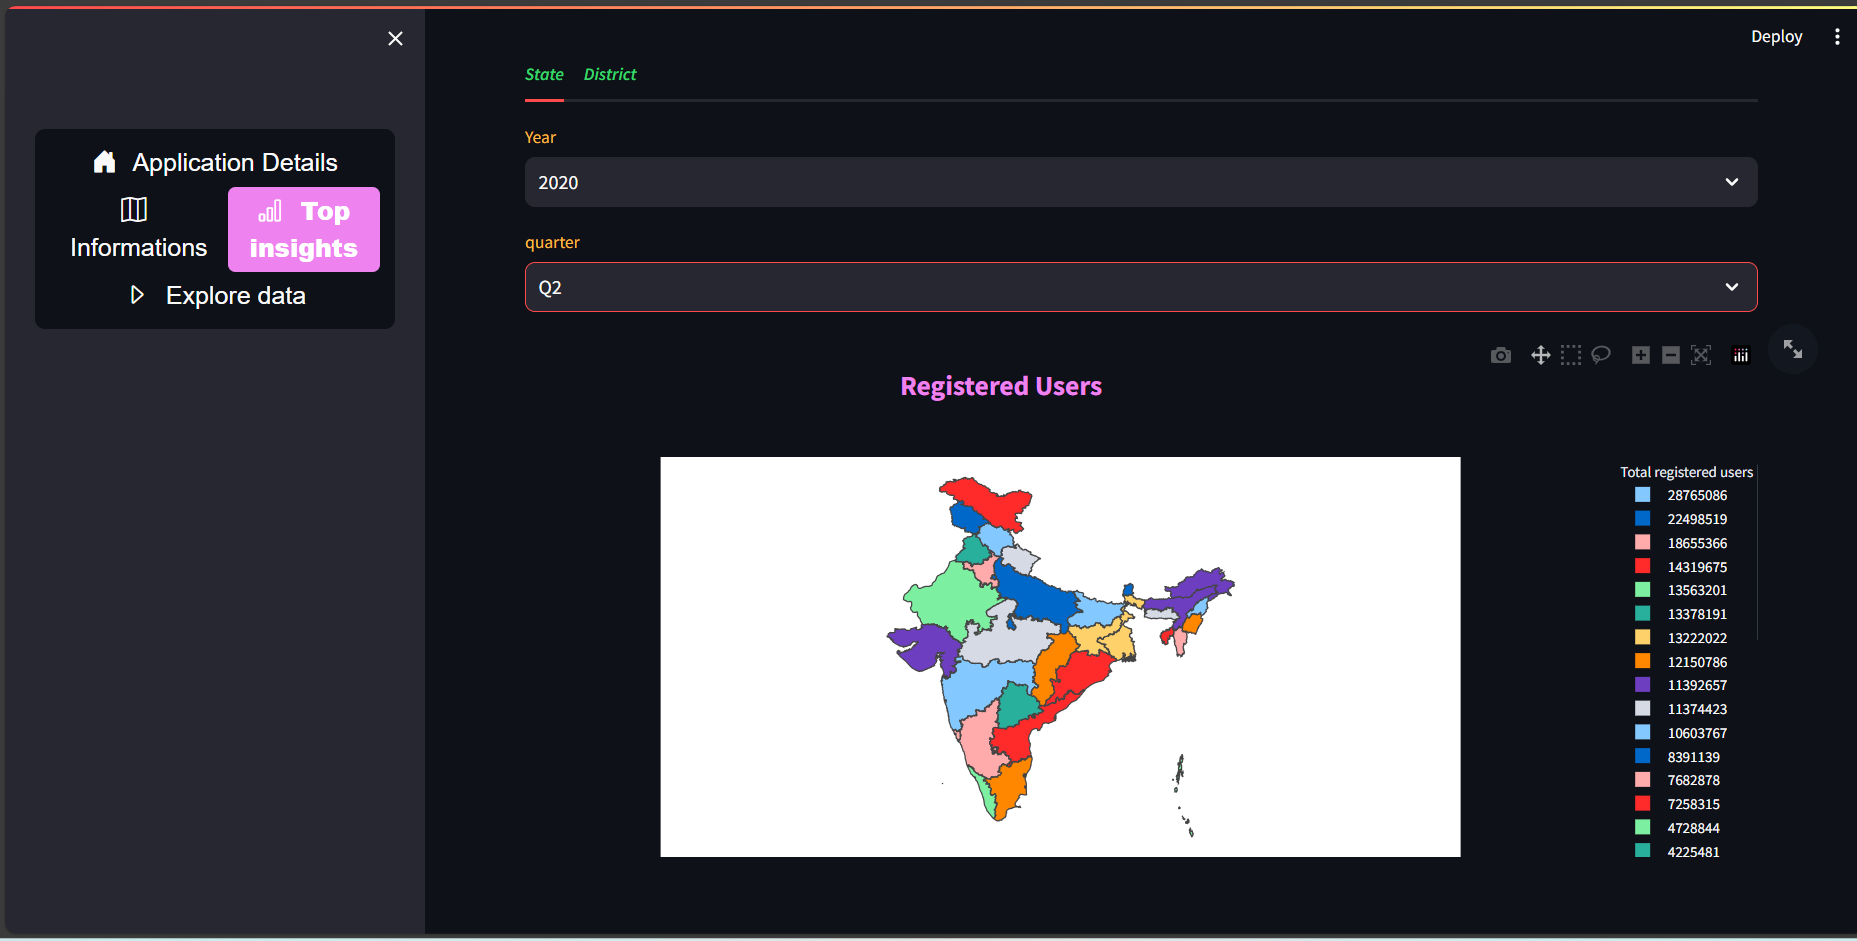 Deploy
Application Details
Informations
Top
insights
Explore data
State District
Year
2020
quarter
Q2
Registered Users
Total registered users
28765086
22498519
18655366
14319675
13563201
13378191
13222022
12150786
11392657
11374423
10603767
8391139
7682878
7258315
4728844
4225481